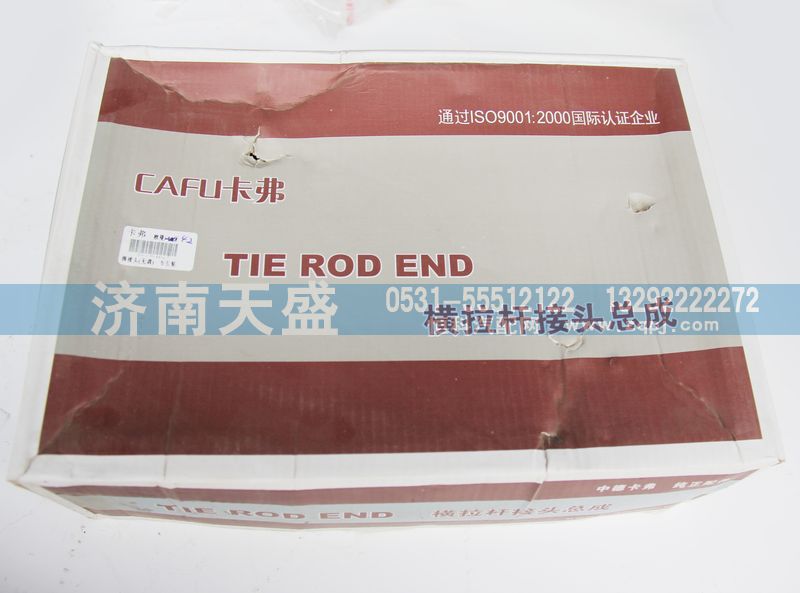 通过ISO9001:2000国际认证企业
CAFU卡弗
卡弗
TIE ROD END
济南天盛
0531-55512122 13292222272
横拉杆接头总成
.com
中德卡弗
TIE ROD END 横拉杆接头总成